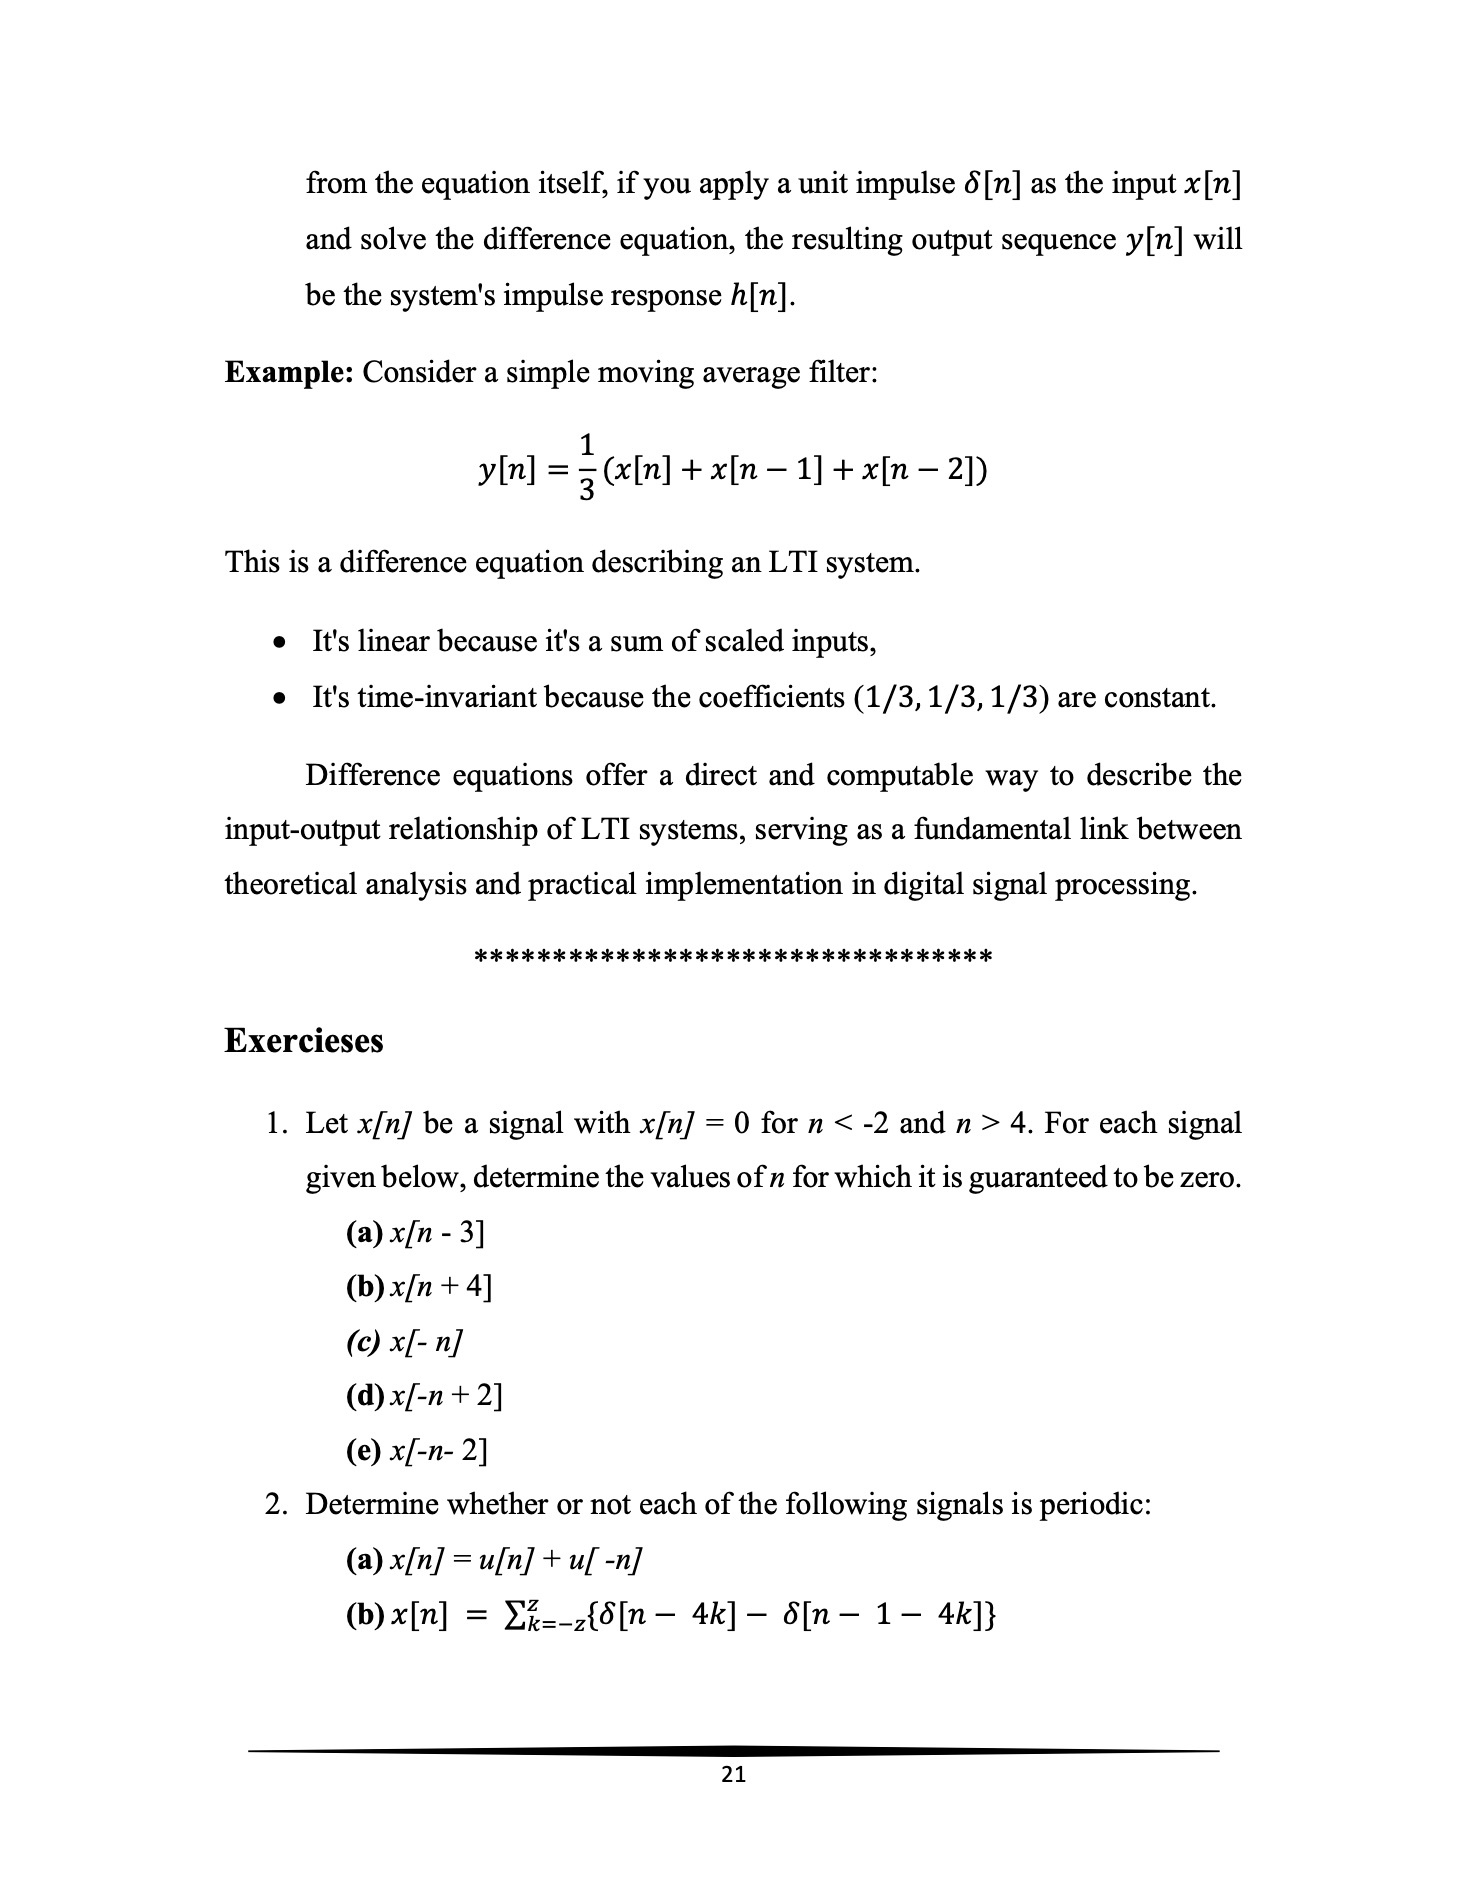 from the equation itself, if you apply a unit impulse δ[n] as the input x[n]
and solve the difference equation, the resulting output sequence y[n] will
be the system's impulse response h[n].
Example: Consider a simple moving average filter:
y[n] = 1/3 (x[n] + x[n − 1] + x[n − 2])
This is a difference equation describing an LTI system.
• It's linear because it's a sum of scaled inputs,
• It's time-invariant because the coefficients (1/3, 1/3, 1/3) are constant.
Difference equations offer a direct and computable way to describe the
input-output relationship of LTI systems, serving as a fundamental link between
theoretical analysis and practical implementation in digital signal processing.
*********************************
Exercieses
1. Let x[n] be a signal with x[n] = 0 for n < -2 and n > 4. For each signal
given below, determine the values of n for which it is guaranteed to be zero.
(a) x[n - 3]
(b) x[n + 4]
(c) x[- n]
(d) x[-n + 2]
(e) x[-n- 2]
2. Determine whether or not each of the following signals is periodic:
(a) x[n] = u[n] + u[ -n]
(b) x[n] = ∑_{k=−z}^{z}{δ[n − 4k] − δ[n − 1 − 4k]}
21